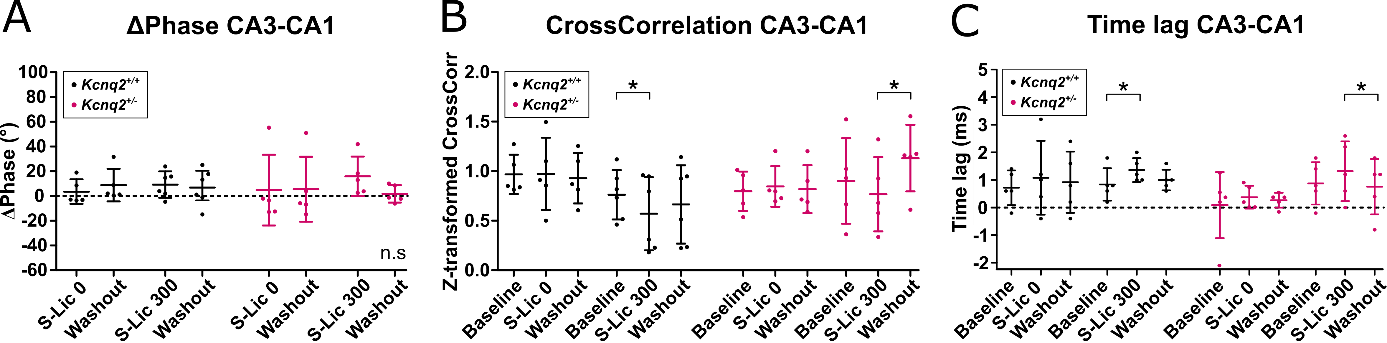 A
ΔPhase CA3-CA1
ΔPhase (°)
100
80
60
40
20
0
-20
-40
-60
Kcnq2+/+
Kcnq2+/-
n.s
S-Lic 0
Washout
S-Lic 300
Washout
S-Lic 0
Washout
S-Lic 300
Washout
B
CrossCorrelation CA3-CA1
Z-transformed CrossCorr
2.0
1.5
1.0
0.5
0.0
Kcnq2+/+
Kcnq2+/-
*
*
Baseline
S-Lic 0
Washout
Baseline
S-Lic 300
Washout
Baseline
S-Lic 0
Washout
Baseline
S-Lic 300
Washout
C
Time lag CA3-CA1
Time lag (ms)
5
4
3
2
1
0
-1
-2
Kcnq2+/+
Kcnq2+/-
*
*
Baseline
S-Lic 0
Washout
Baseline
S-Lic 300
Washout
Baseline
S-Lic 0
Washout
Baseline
S-Lic 300
Washout